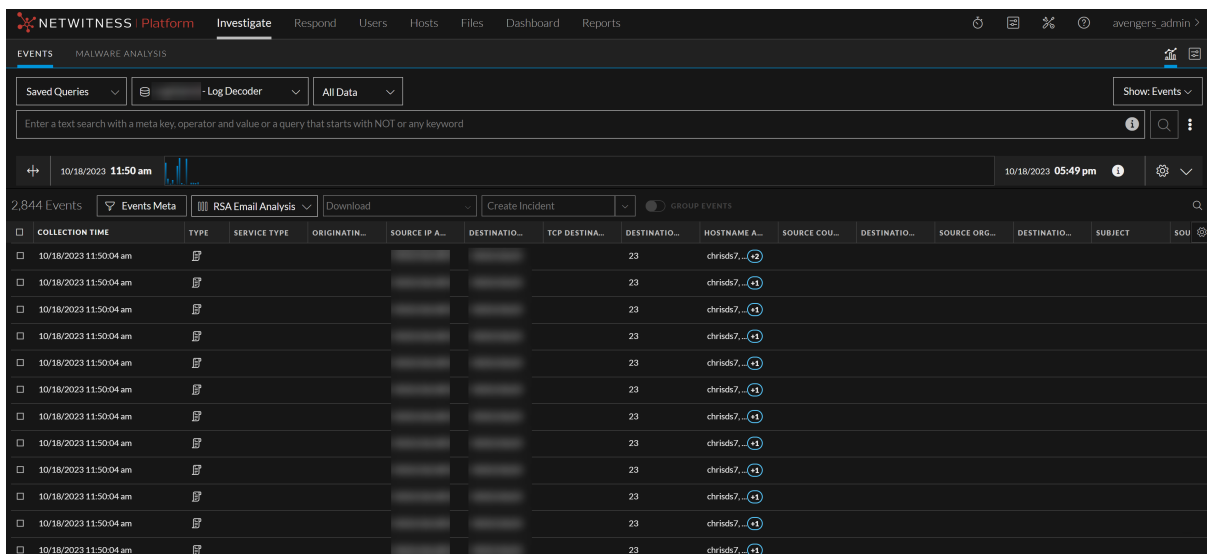 NETWITNESS Platform Investigate Respond Users Hosts Files Dashboard Reports avengers_admin >
EVENTS MALWARE ANALYSIS
Saved Queries - Log Decoder All Data Show: Events
Enter a text search with a meta key, operator and value or a query that starts with NOT or any keyword
10/18/2023 11:50 am 10/18/2023 05:49 pm
2,844 Events Events Meta RSA Email Analysis Download Create Incident GROUP EVENTS
COLLECTION TIME TYPE SERVICE TYPE ORIGINATIN... SOURCE IP A... DESTINATIO... TCP DESTINA... DESTINATIO... HOSTNAME A... SOURCE COU... DESTINATIO... SOURCE ORG... DESTINATIO... SUBJECT SOU
10/18/2023 11:50:04 am 23 chrisds7, ... +2
10/18/2023 11:50:04 am 23 chrisds7, ... +1
10/18/2023 11:50:04 am 23 chrisds7, ... +1
10/18/2023 11:50:04 am 23 chrisds7, ... +1
10/18/2023 11:50:04 am 23 chrisds7, ... +1
10/18/2023 11:50:04 am 23 chrisds7, ... +1
10/18/2023 11:50:04 am 23 chrisds7, ... +1
10/18/2023 11:50:04 am 23 chrisds7, ... +1
10/18/2023 11:50:04 am 23 chrisds7, ... +1
10/18/2023 11:50:04 am 23 chrisds7, ... +1
10/18/2023 11:50:04 am 23 chrisds7, ... +1
10/18/2023 11:50:04 am 23 chrisds7, ... +1